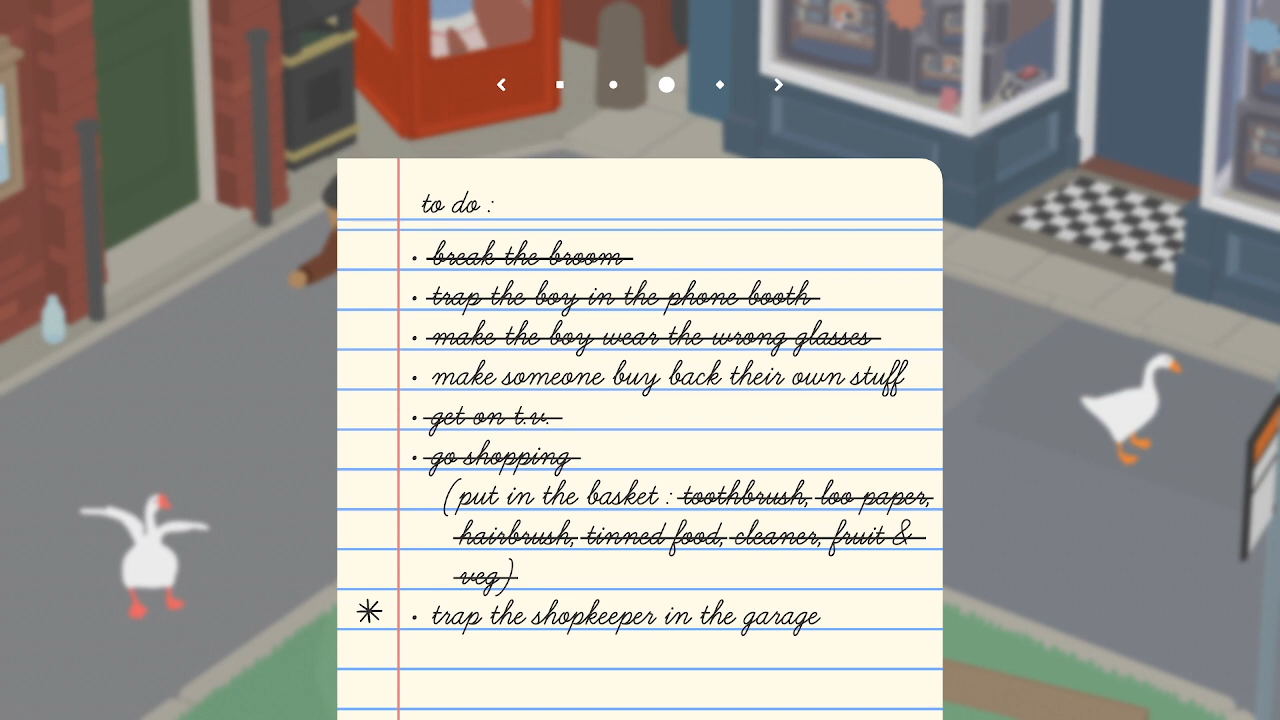 to do :
· break the broom
· trap the boy in the phone booth
· make the boy wear the wrong glasses
· make someone buy back their own stuff
· get on t.v.
· go shopping
(put in the basket : toothbrush, loo paper,
hairbrush, tinned food, cleaner, fruit &
veg)
* · trap the shopkeeper in the garage